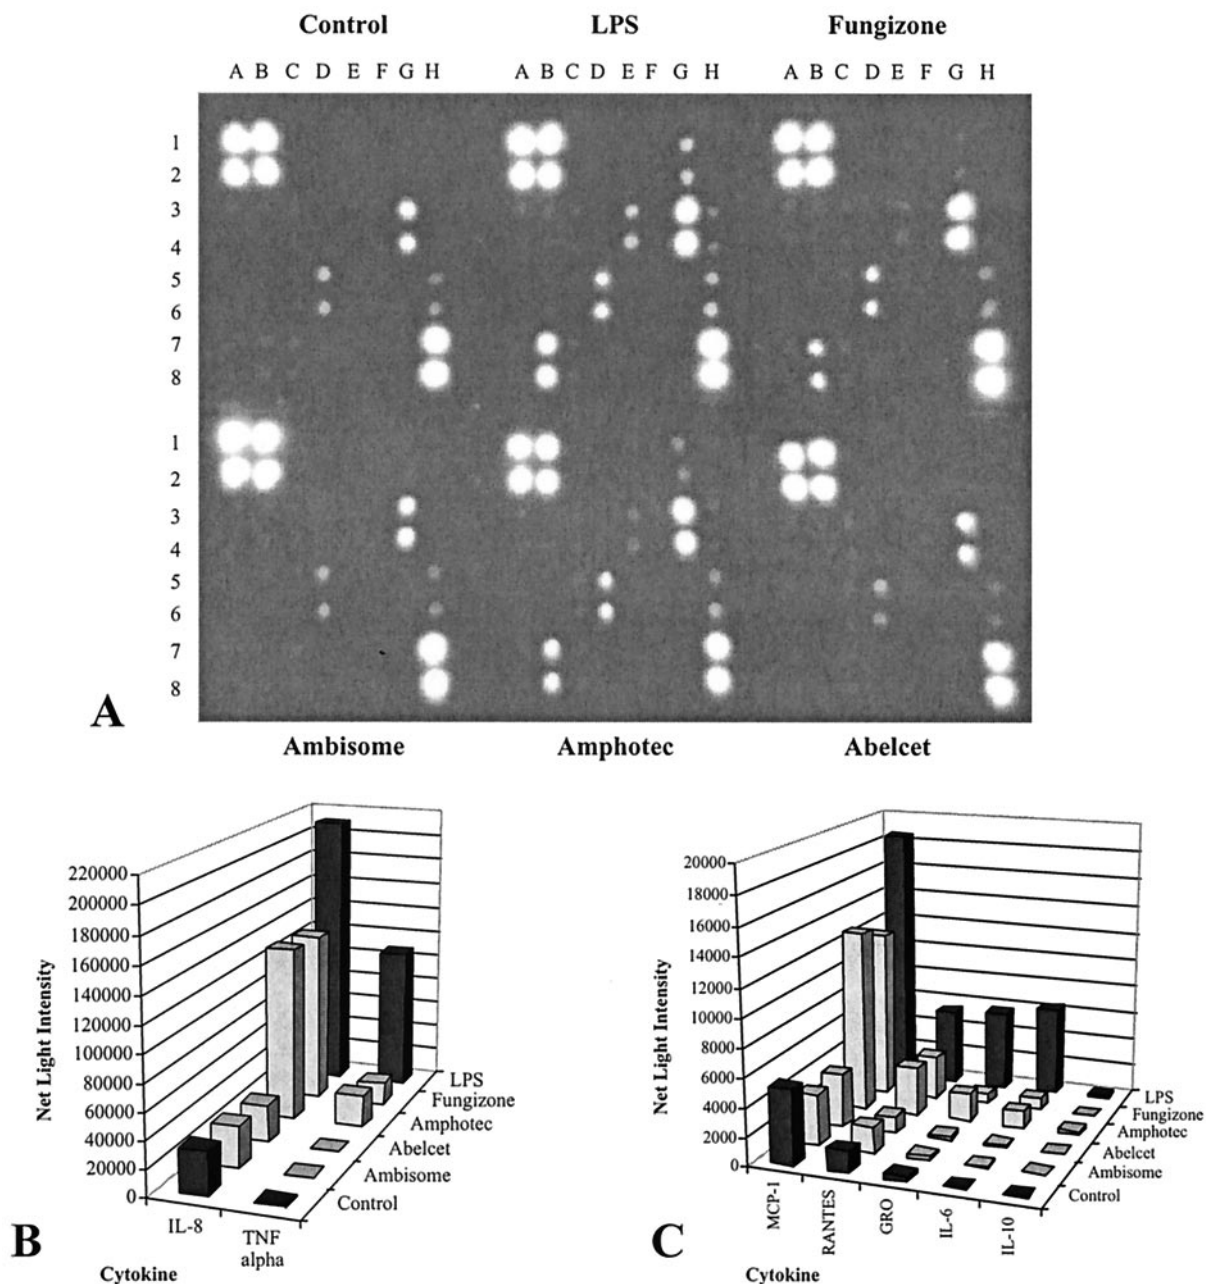 Control LPS Fungizone
A B C D E F G H A B C D E F G H A B C D E F G H
1
2
3
4
5
6
7
8
1
2
3
4
5
6
7
8
A
Ambisome Amphotec Abelcet
220000
200000
180000
160000
140000
120000
100000
80000
60000
40000
20000
0
Net Light Intensity
LPS
Fungizone
Amphotec
Abelcet
Ambisome
Control
IL-8
TNF
alpha
B
Cytokine
20000
18000
16000
14000
12000
10000
8000
6000
4000
2000
0
Net Light Intensity
LPS
Fungizone
Amphotec
Abelcet
Ambisome
Control
MCP-1
RANTES
GRO
IL-6
IL-10
C
Cytokine